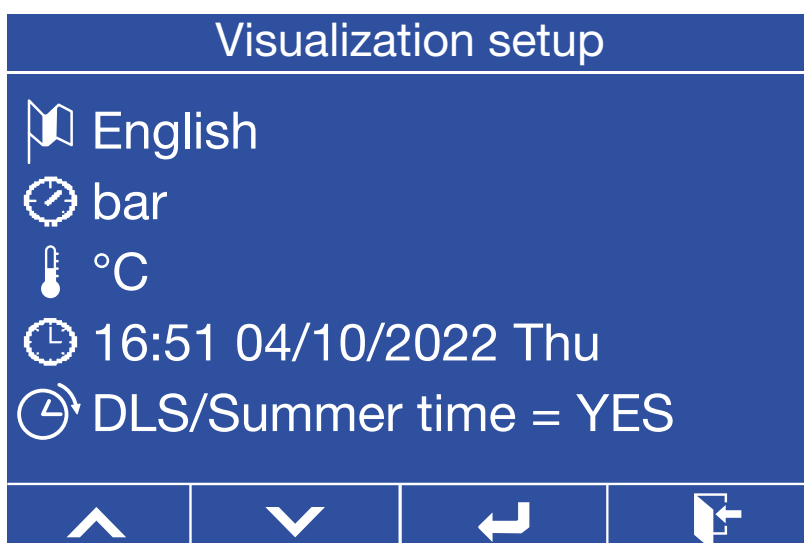 Visualization setup
English
bar
°C
16:51 04/10/2022 Thu
DLS/Summer time = YES